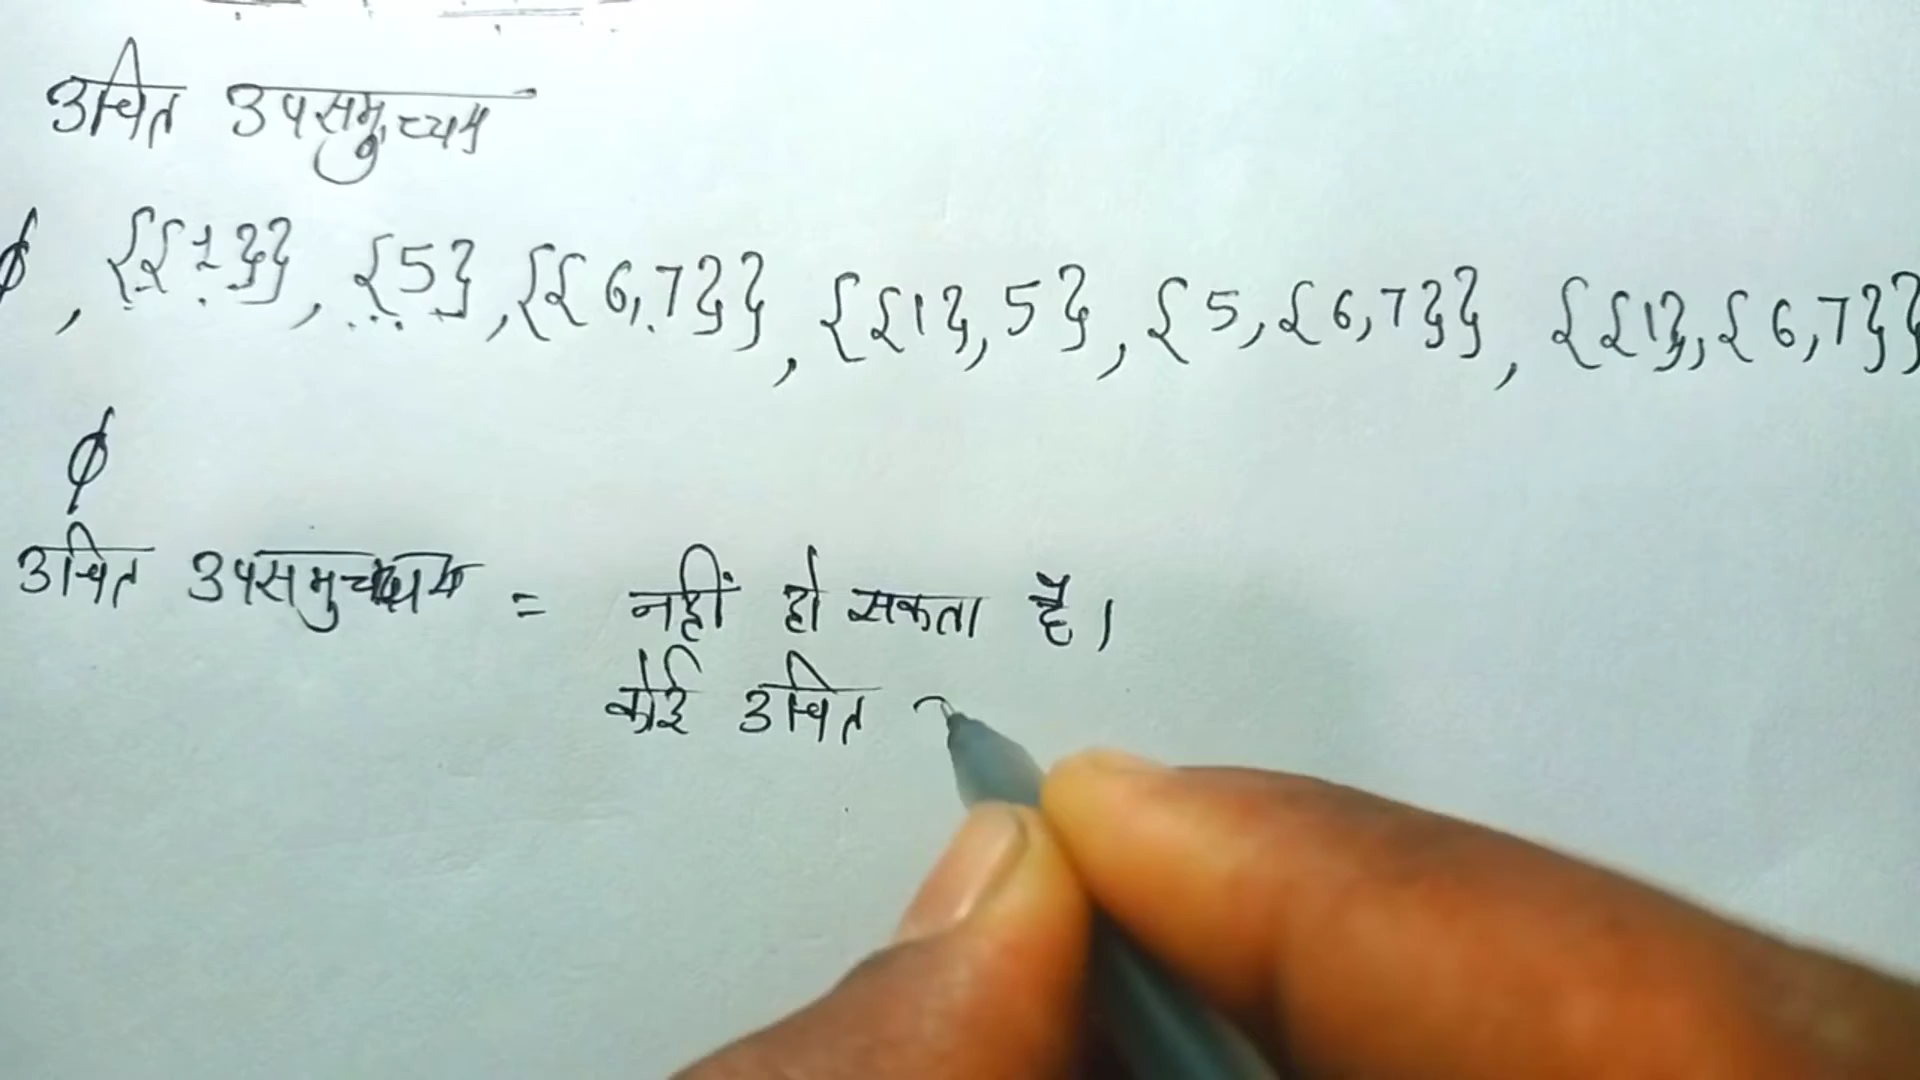 उचित उपसमुच्चय
ϕ, {{1}}, {5}, {{6,7}}, {{1},5}, {5,{6,7}}, {{1},{6,7}}
ϕ
उचित उपसमुच्चय = नहीं हो सकता है।
कोई उचित